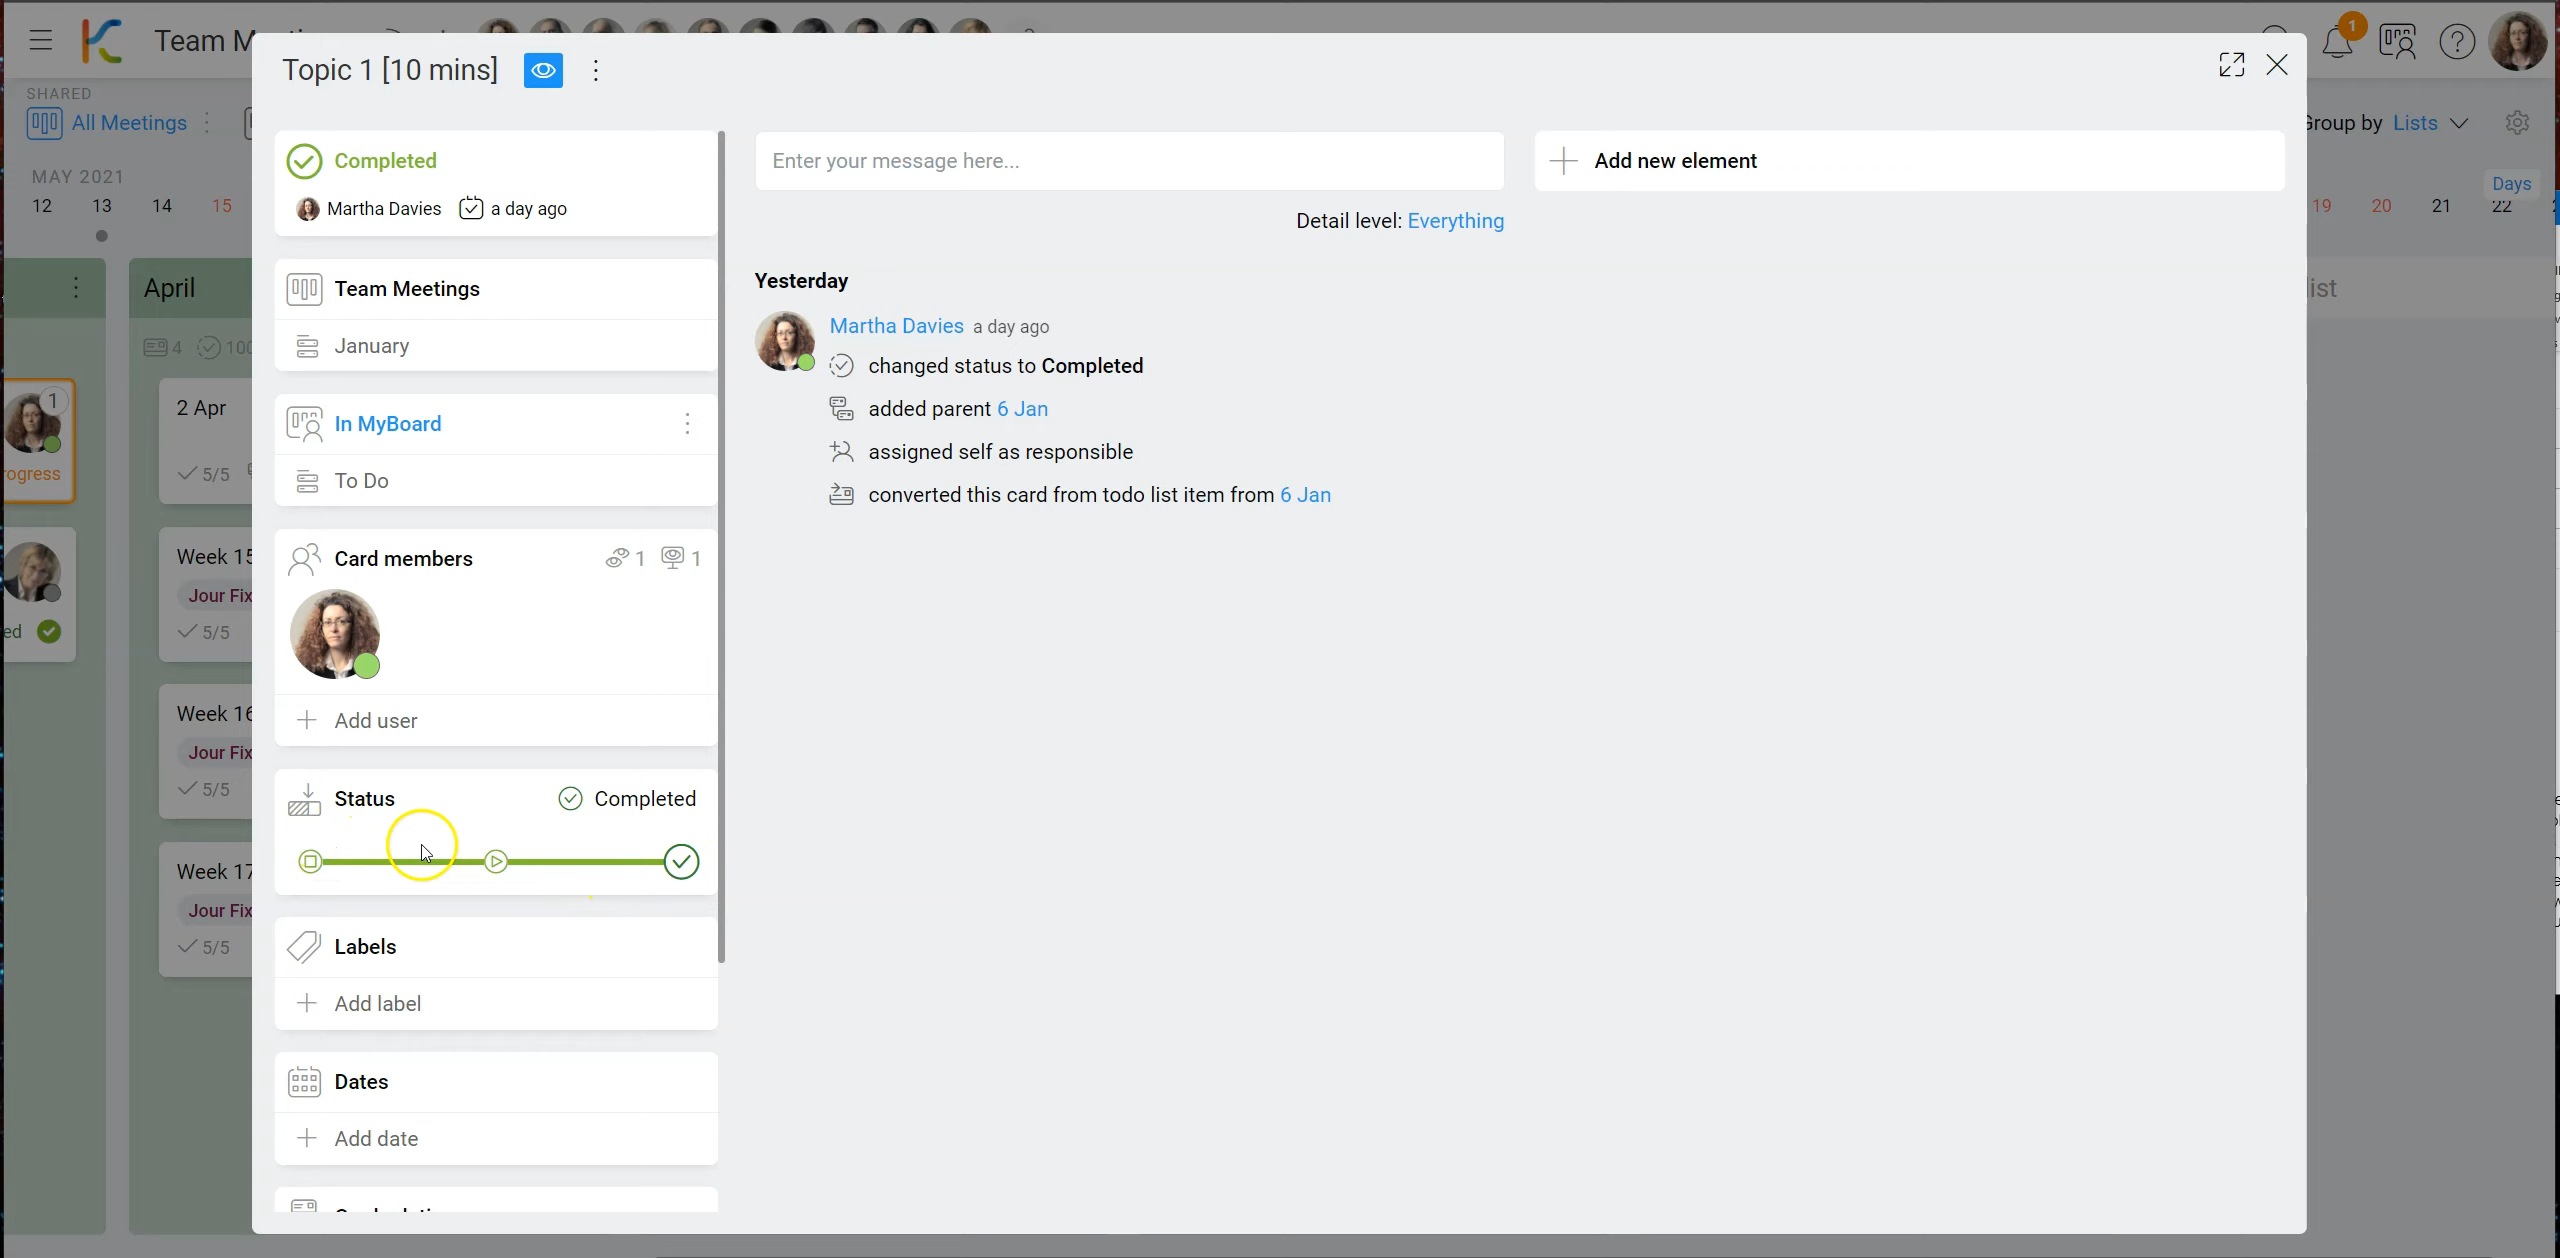 Team M
1
Topic 1 [10 mins]
SHARED
All Meetings
Group by Lists
MAY 2021
Days
12 13 14 15
19 20 21 22
April
4 100
1
2 Apr
5/5
Week 15
Jour Fix
5/5
Week 16
Jour Fix
5/5
Week 17
Jour Fix
5/5
Completed
Martha Davies a day ago
Team Meetings
January
In MyBoard
To Do
Card members 1 1
Add user
Status Completed
Labels
Add label
Dates
Add date
Enter your message here...
Detail level: Everything
Yesterday
Martha Davies a day ago
changed status to Completed
added parent 6 Jan
assigned self as responsible
converted this card from todo list item from 6 Jan
Add new element
list